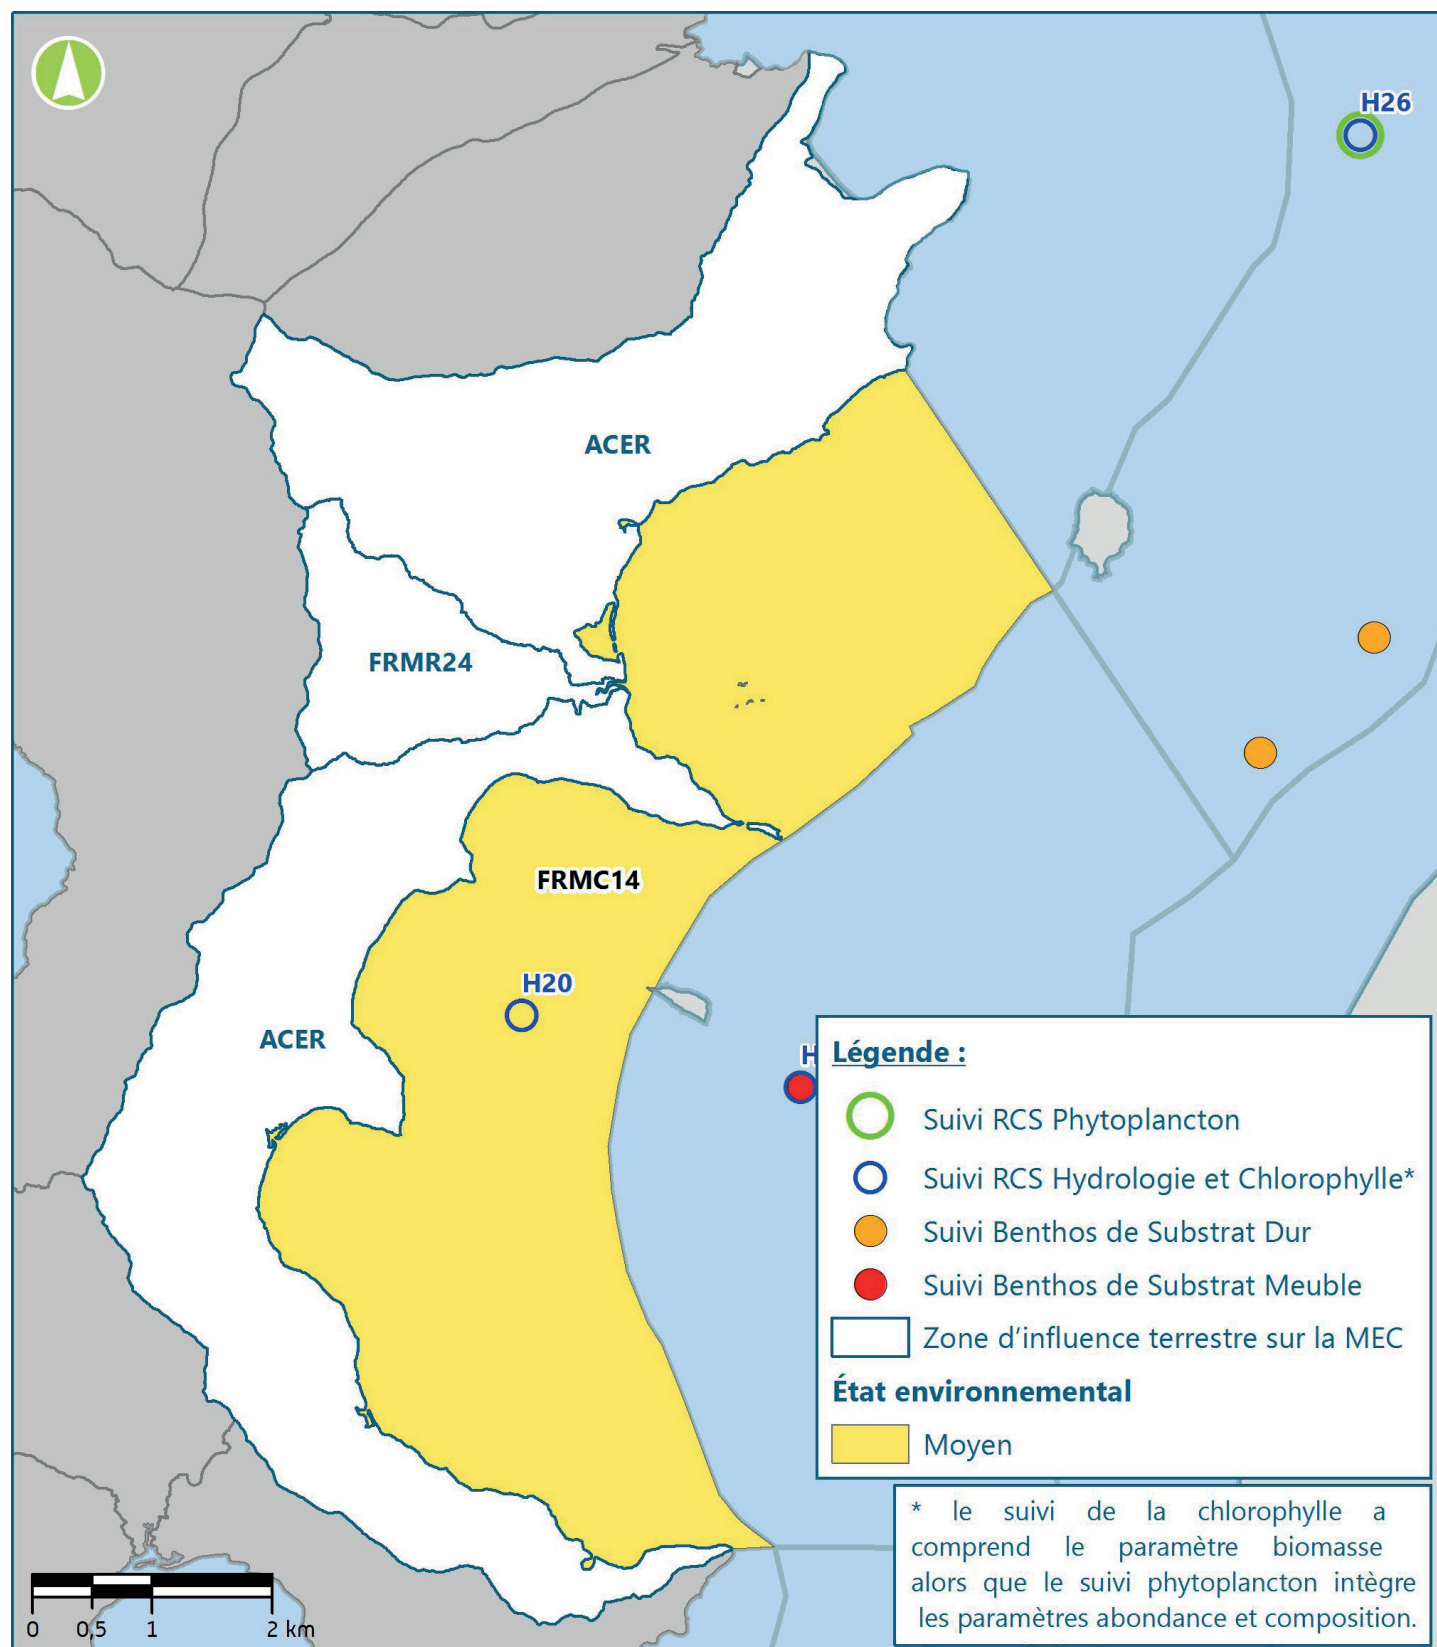 H26
ACER
FRMR24
FRMC14
H20
ACER
H
Légende :
Suivi RCS Phytoplancton
Suivi RCS Hydrologie et Chlorophylle*
Suivi Benthos de Substrat Dur
Suivi Benthos de Substrat Meuble
Zone d'influence terrestre sur la MEC
État environnemental
Moyen
* le suivi de la chlorophylle a
comprend le paramètre biomasse
alors que le suivi phytoplancton intègre
les paramètres abondance et composition.
0 0,5 1 2 km